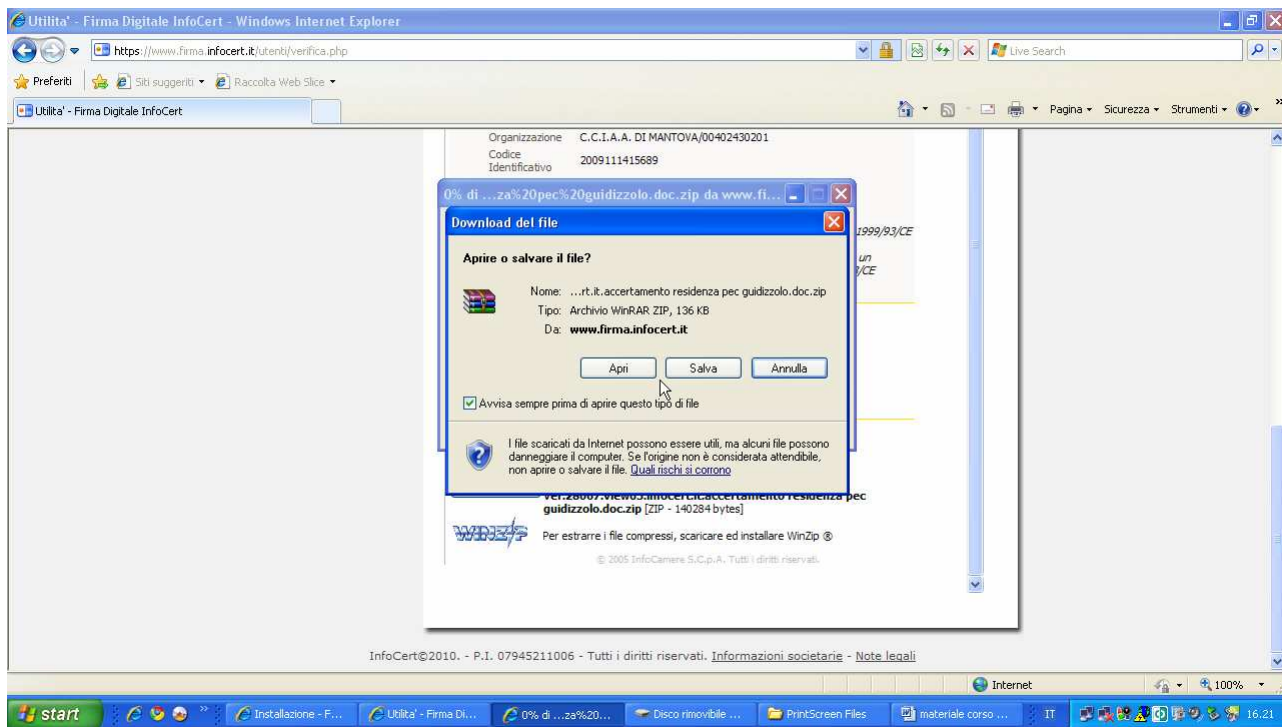 Utilita' - Firma Digitale InfoCert - Windows Internet Explorer
https://www.firma.infocert.it/utenti/verifica.php
Live Search
Preferiti
Siti suggeriti
Raccolta Web Slice
Utilita' - Firma Digitale InfoCert
Pagina
Sicurezza
Strumenti
»
Organizzazione C.C.I.A.A. DI MANTOVA/00402430201
Codice
Identificativo 2009111415689
0% di ...za%20pec%20guidizzolo.doc.zip da www.fi...
Download del file
1999/93/CE
un
/CE
Aprire o salvare il file?
Nome: ...rt.it.accertamento residenza pec guidizzolo.doc.zip
Tipo: Archivio WinRAR ZIP, 136 KB
Da: www.firma.infocert.it
Apri
Salva
Annulla
Avvisa sempre prima di aprire questo tipo di file
I file scaricati da Internet possono essere utili, ma alcuni file possono
danneggiare il computer. Se l'origine non è considerata attendibile,
non aprire o salvare il file. Quali rischi si corrono
pec
guidizzolo.doc.zip [ZIP - 140284 bytes]
WINZIP
Per estrarre i file compressi, scaricare ed installare WinZip ®
© 2005 InfoCamere S.C.p.A. Tutti i diritti riservati.
InfoCert©2010. - P.I. 07945211006 - Tutti i diritti riservati. Informazioni societarie - Note legali
Internet
100%
start
»
Installazione - F...
Utilita' - Firma Di...
0% di ...za%20...
Disco rimovibile ...
PrintScreen Files
materiale corso ...
IT
16.21